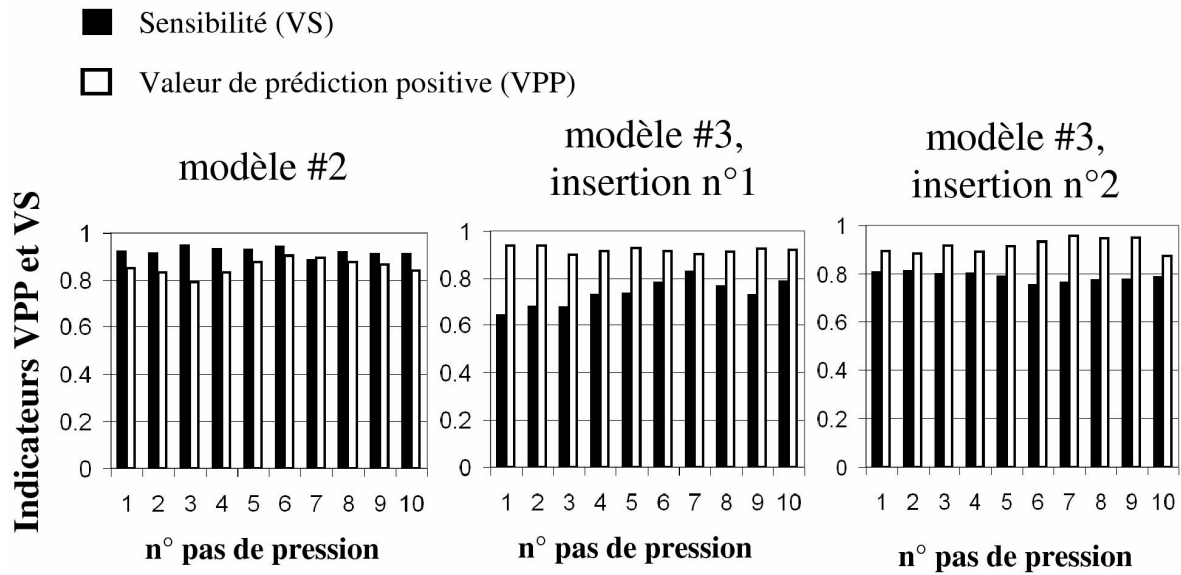 Sensibilité (VS)
Valeur de prédiction positive (VPP)
Indicateurs VPP et VS
modèle #2
1
0.8
0.6
0.4
0.2
0
1 2 3 4 5 6 7 8 9 10
n° pas de pression
modèle #3,
insertion n°1
1
0.8
0.6
0.4
0.2
0
1 2 3 4 5 6 7 8 9 10
n° pas de pression
modèle #3,
insertion n°2
1
0.8
0.6
0.4
0.2
0
1 2 3 4 5 6 7 8 9 10
n° pas de pression